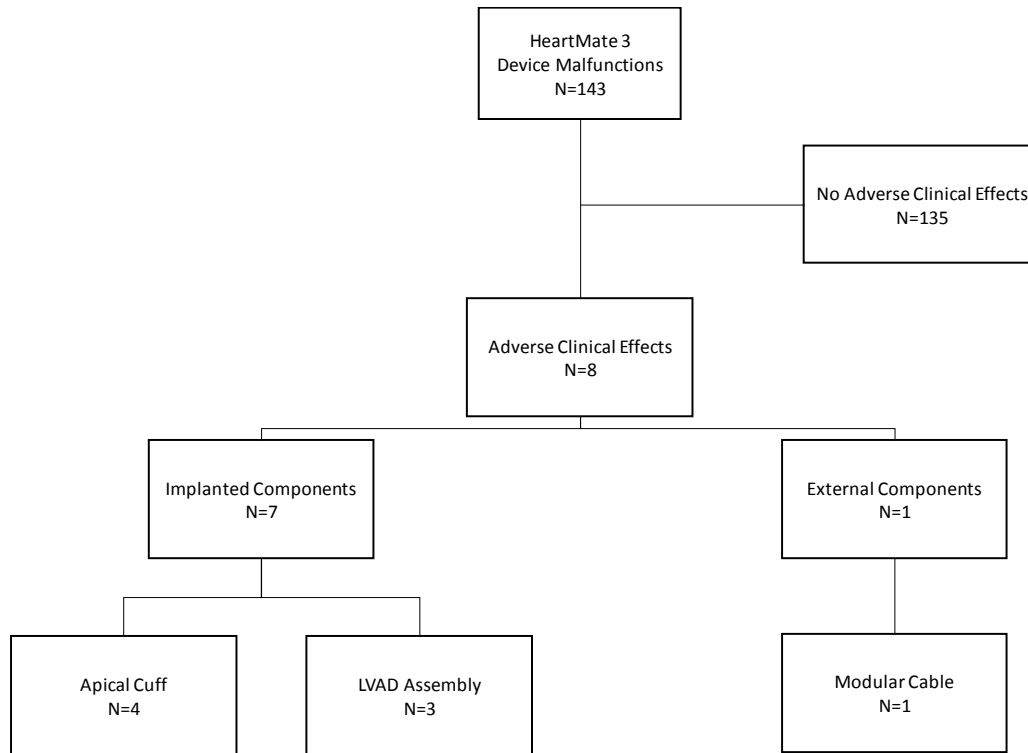 HeartMate 3
Device Malfunctions
N=143
No Adverse Clinical Effects
N=135
Adverse Clinical Effects
N=8
Implanted Components
N=7
External Components
N=1
Apical Cuff
N=4
LVAD Assembly
N=3
Modular Cable
N=1